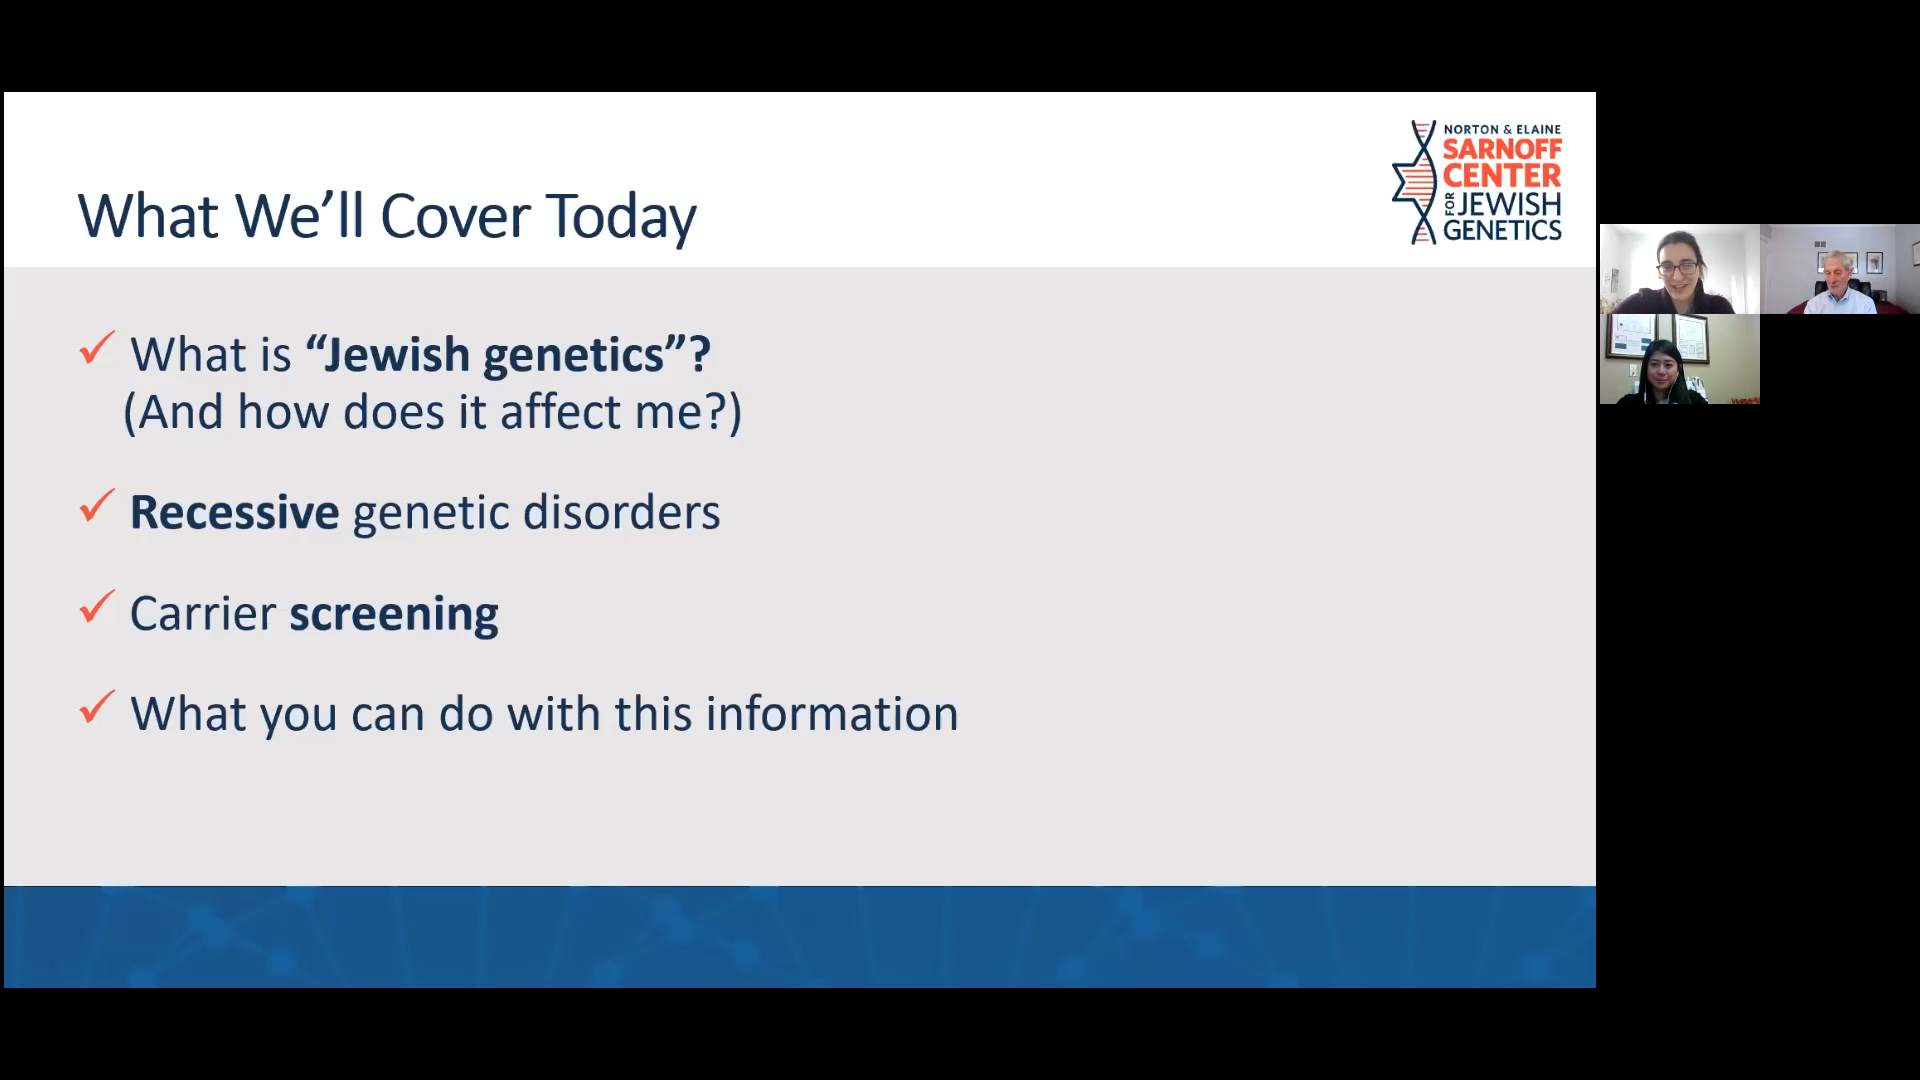 What We’ll Cover Today
NORTON & ELAINE
SARNOFF
CENTER
FOR JEWISH
GENETICS
What is “Jewish genetics”?
(And how does it affect me?)
Recessive genetic disorders
Carrier screening
What you can do with this information